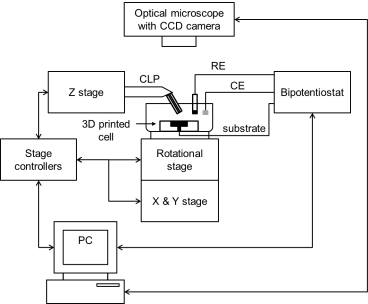 Optical microscope
with CCD camera
RE
CLP
Z stage
CE
Bipotentiostat
3D printed
cell
substrate
Stage
controllers
Rotational
stage
X & Y stage
PC